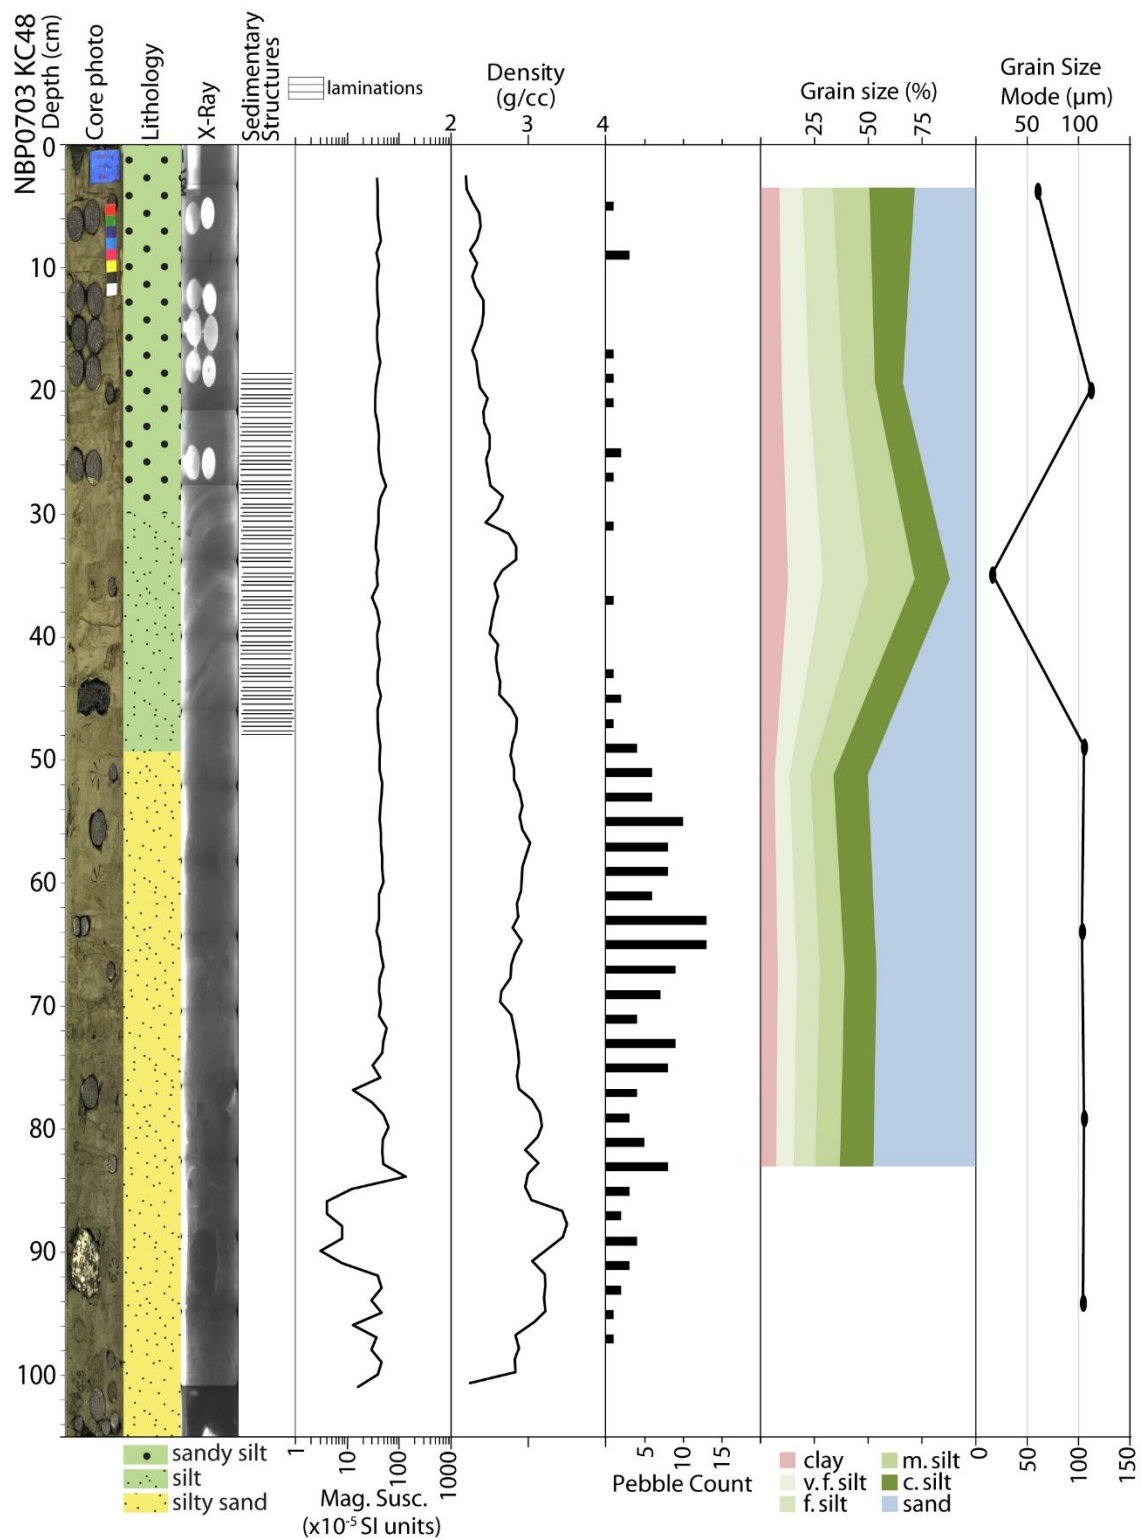 NBP0703 KC48
Depth (cm)
Core photo
Lithology
X-Ray
Sedimentary
Structures
laminations
Density
(g/cc)
2 3 4
Grain size (%)
25 50 75
Grain Size
Mode (µm)
50 100
0
10
20
30
40
50
60
70
80
90
100
sandy silt
silt
silty sand
1 10 100 1000
Mag. Susc.
(x10⁻⁵ SI units)
5 10 15
Pebble Count
clay
v.f. silt
f. silt
m. silt
c. silt
sand
0 50 100 150